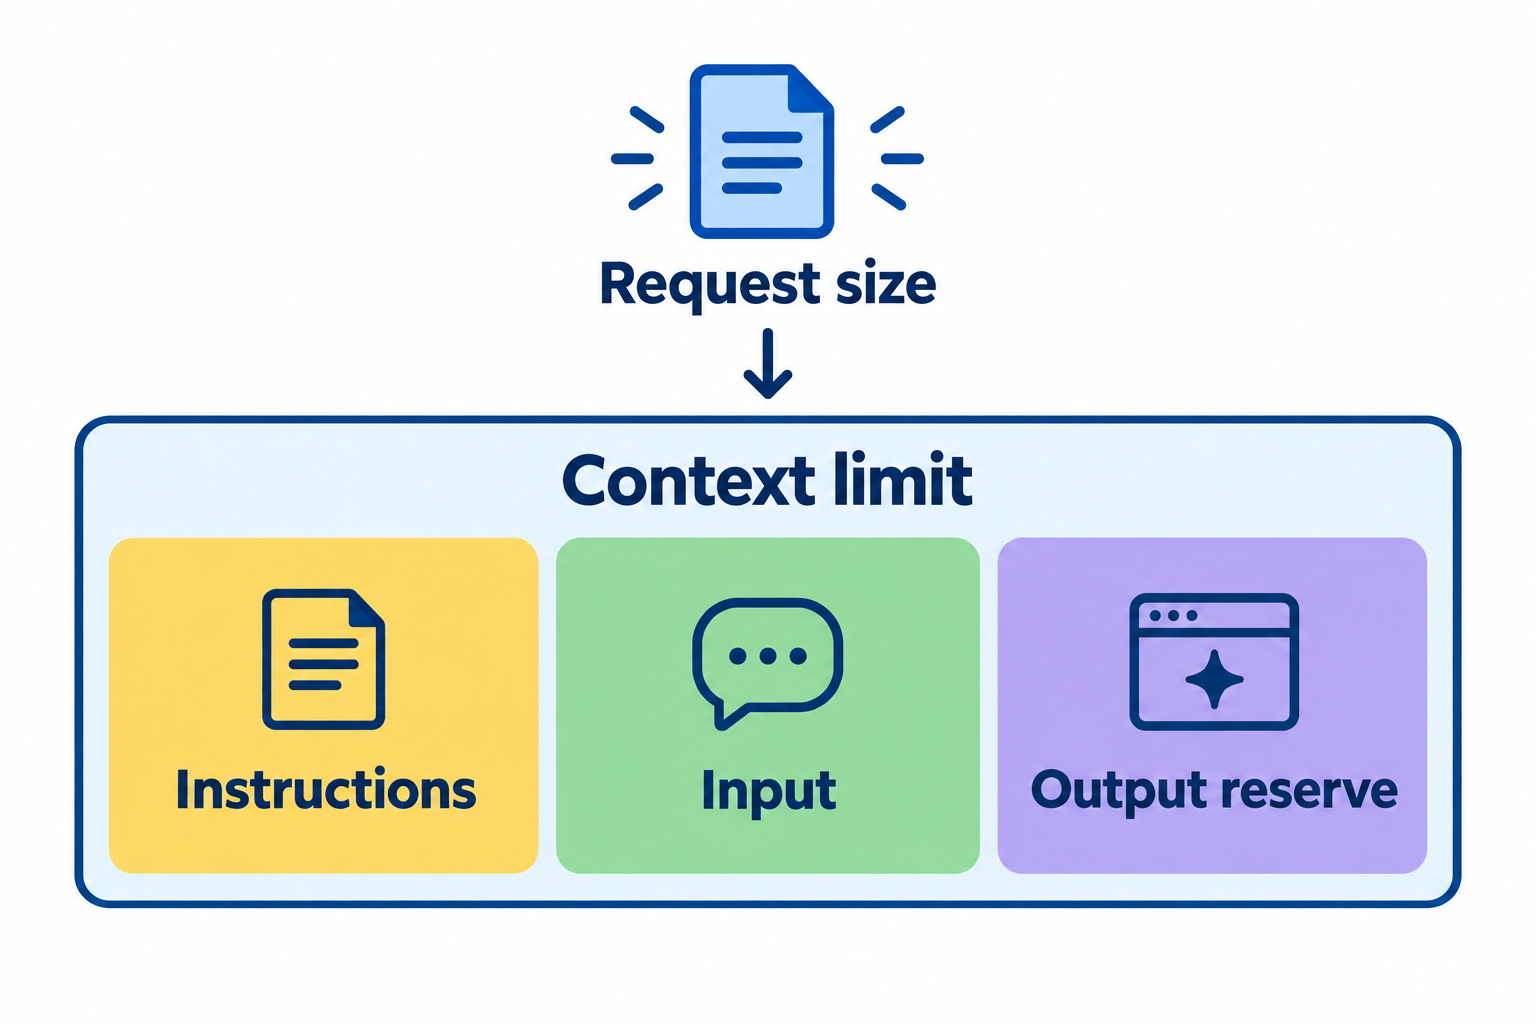 Request size
Context limit
Instructions
Input
Output reserve